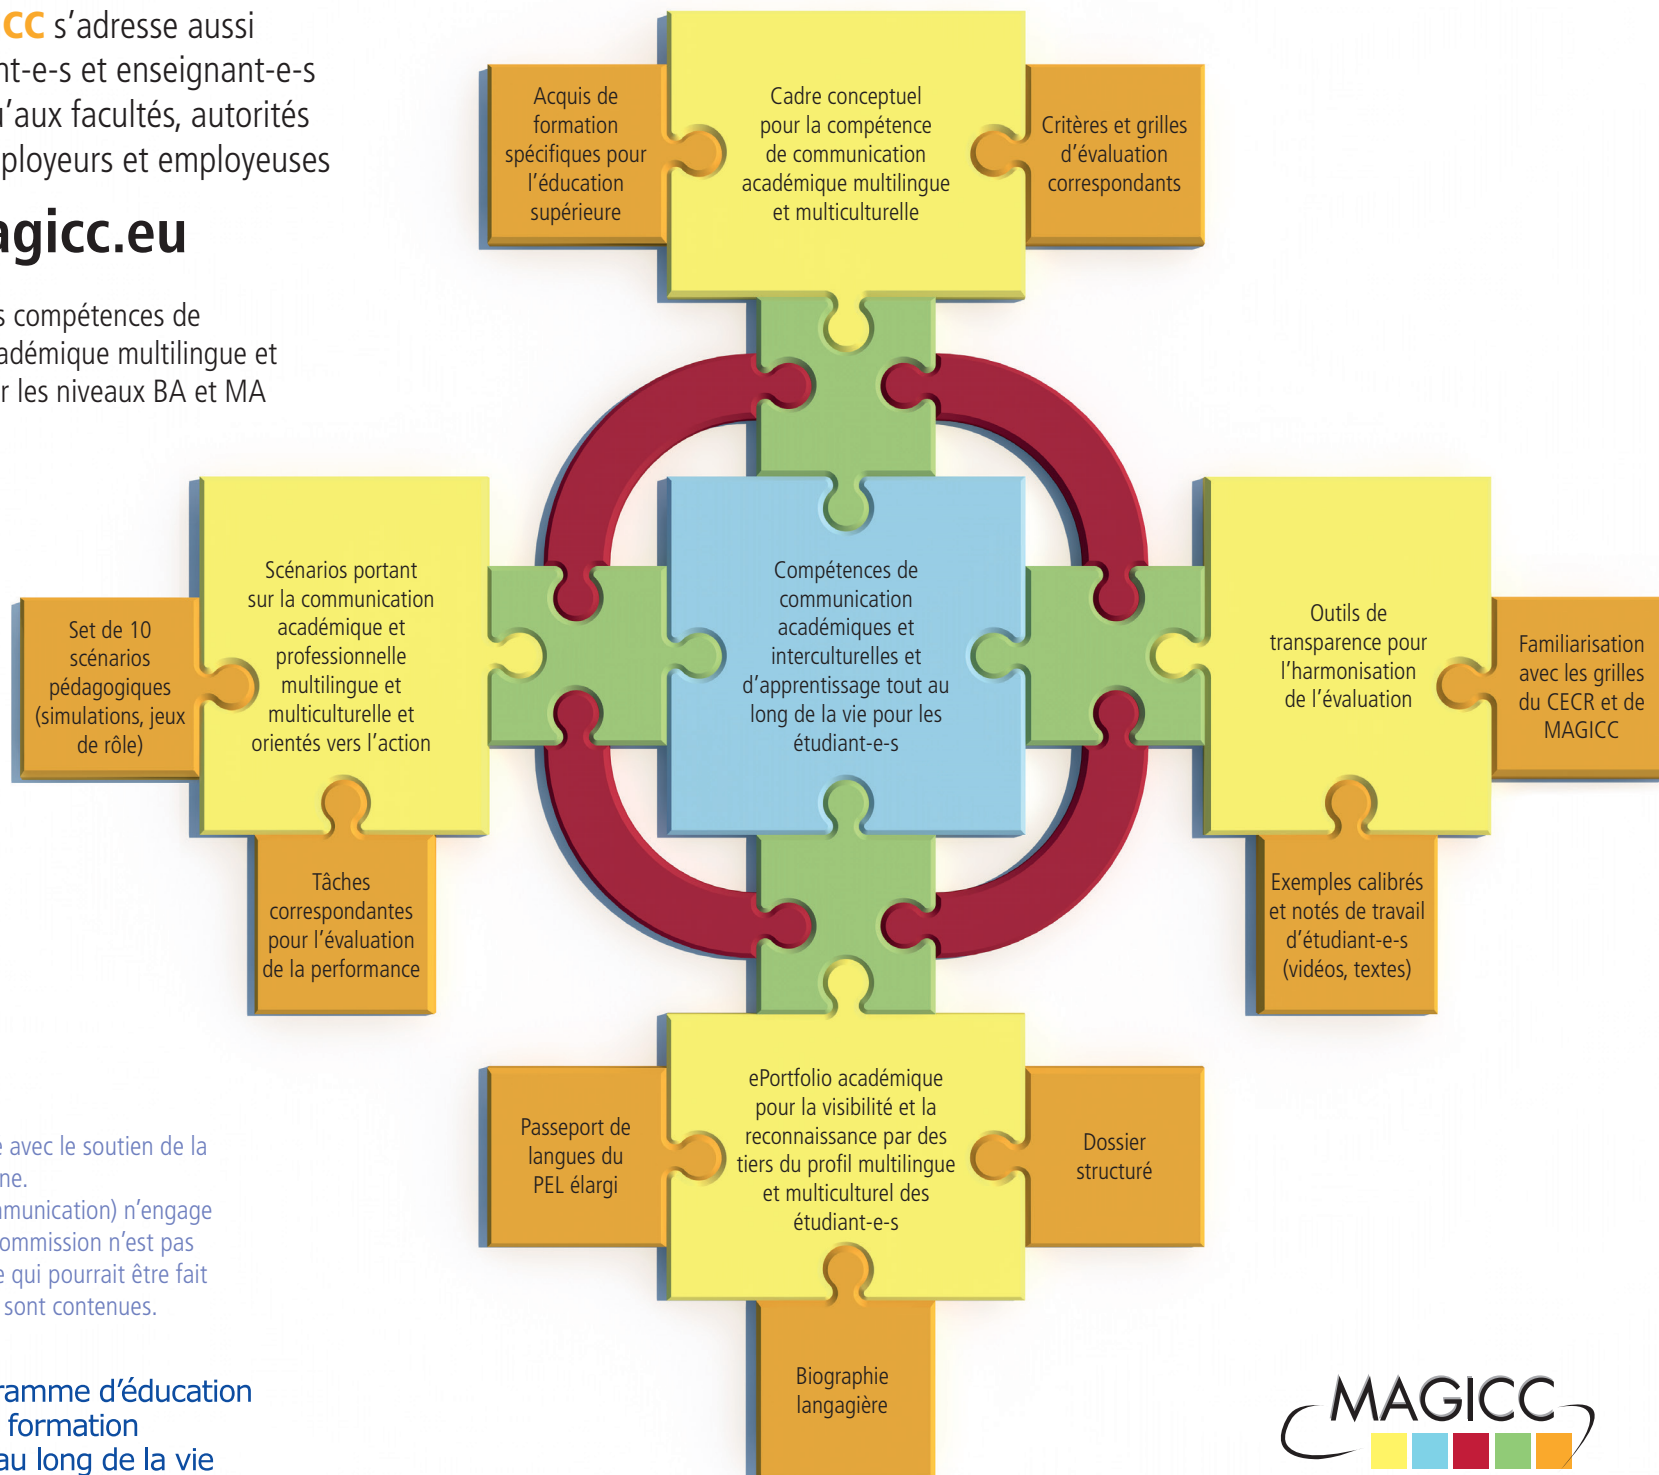 ICC s’adresse aussi
nt-e-s et enseignant-e-s
u’aux facultés, autorités
ployeurs et employeuses
agicc.eu
s compétences de
adémique multilingue et
r les niveaux BA et MA
Acquis de
formation
spécifiques pour
l’éducation
supérieure
Cadre conceptuel
pour la compétence
de communication
académique multilingue
et multiculturelle
Critères et grilles
d’évaluation
correspondants
Set de 10
scénarios
pédagogiques
(simulations, jeux
de rôle)
Scénarios portant
sur la communication
académique et
professionnelle
multilingue et
multiculturelle et
orientés vers l’action
Compétences de
communication
académiques et
interculturelles et
d’apprentissage tout au
long de la vie pour les
étudiant-e-s
Outils de
transparence pour
l’harmonisation
de l’évaluation
Familiarisation
avec les grilles
du CECR et de
MAGICC
Tâches
correspondantes
pour l’évaluation
de la performance
Exemples calibrés
et notés de travail
d’étudiant-e-s
(vidéos, textes)
Passeport de
langues du
PEL élargi
ePortfolio académique
pour la visibilité et la
reconnaissance par des
tiers du profil multilingue
et multiculturel des
étudiant-e-s
Dossier
structuré
Biographie
langagière
e avec le soutien de la
ne.
mmunication) n’engage
ommission n’est pas
e qui pourrait être fait
sont contenues.
ramme d’éducation
formation
au long de la vie
MAGICC